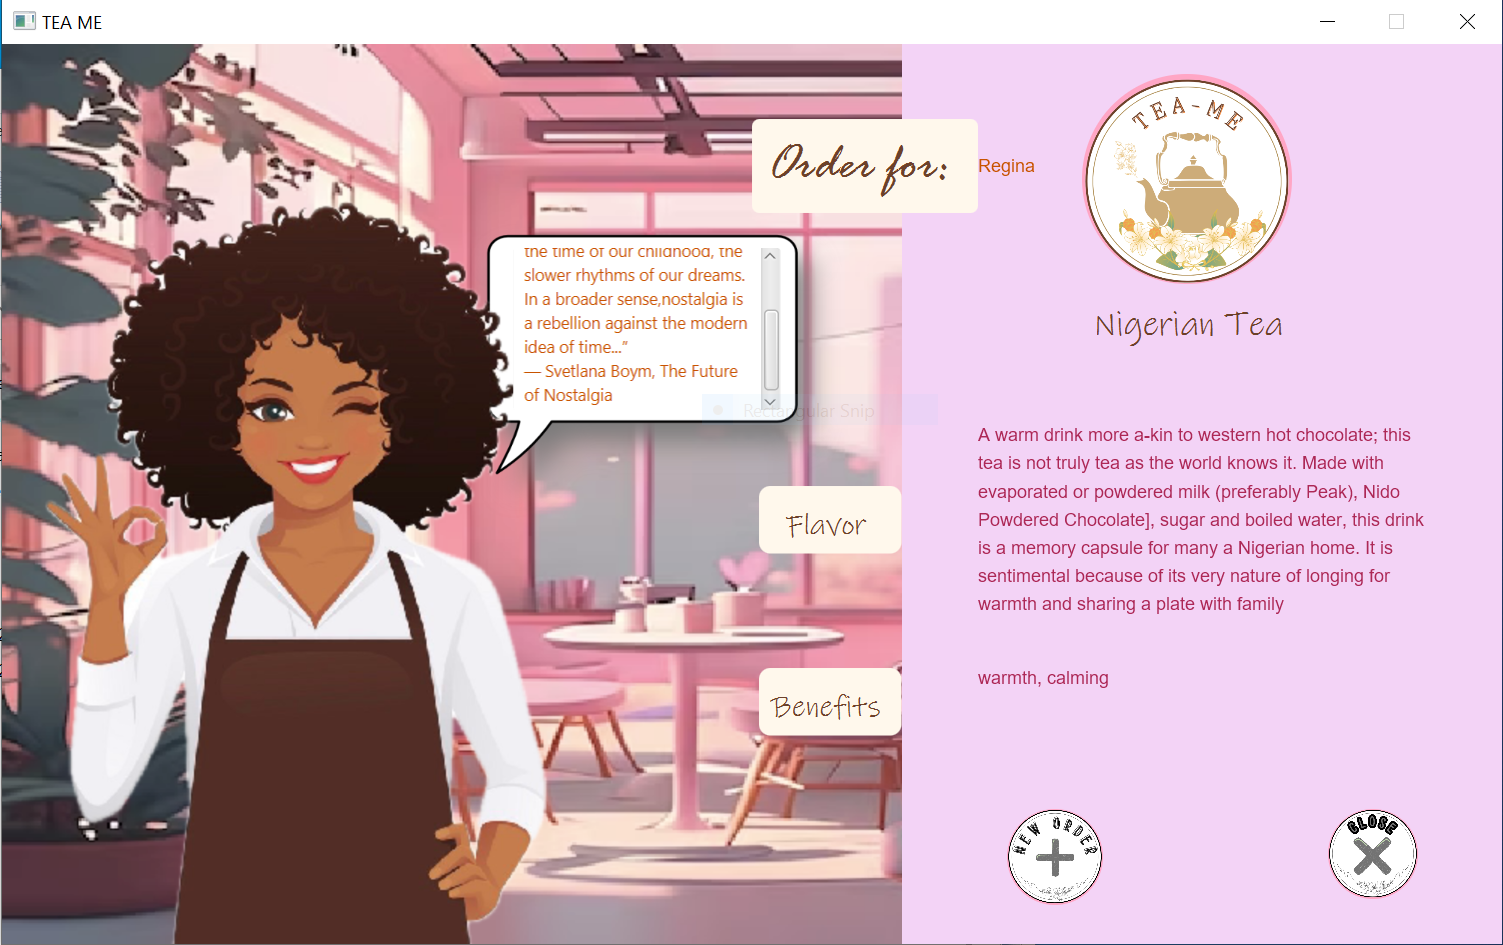 TEA ME
Order for:
Regina
TEA-ME
Nigerian Tea
the time of our childhood, the
slower rhythms of our dreams.
In a broader sense,nostalgia is
a rebellion against the modern
idea of time...”
— Svetlana Boym, The Future
of Nostalgia
Rectangular Snip
Flavor
A warm drink more a-kin to western hot chocolate; this
tea is not truly tea as the world knows it. Made with
evaporated or powdered milk (preferably Peak), Nido
Powdered Chocolate], sugar and boiled water, this drink
is a memory capsule for many a Nigerian home. It is
sentimental because of its very nature of longing for
warmth and sharing a plate with family
Benefits
warmth, calming
NEW ORDER
CLOSE